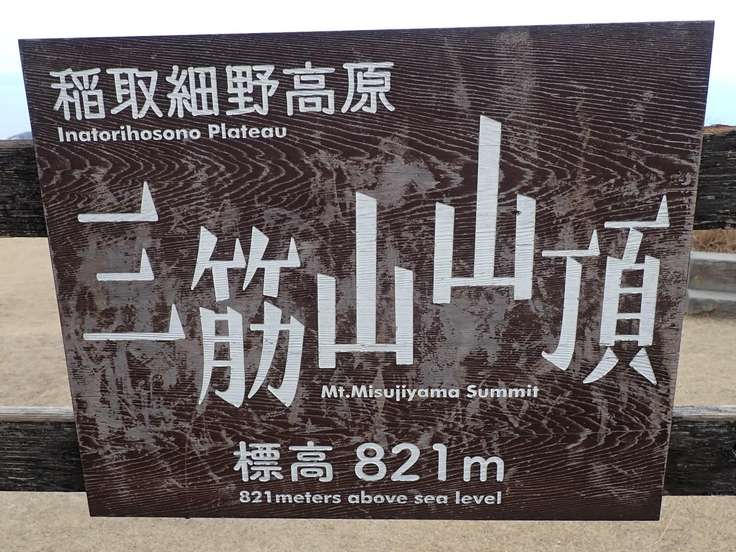 稲取細野高原
Inatorihosono Plateau
三筋山山頂
Mt.Misujiyama Summit
標高 821m
821meters above sea level